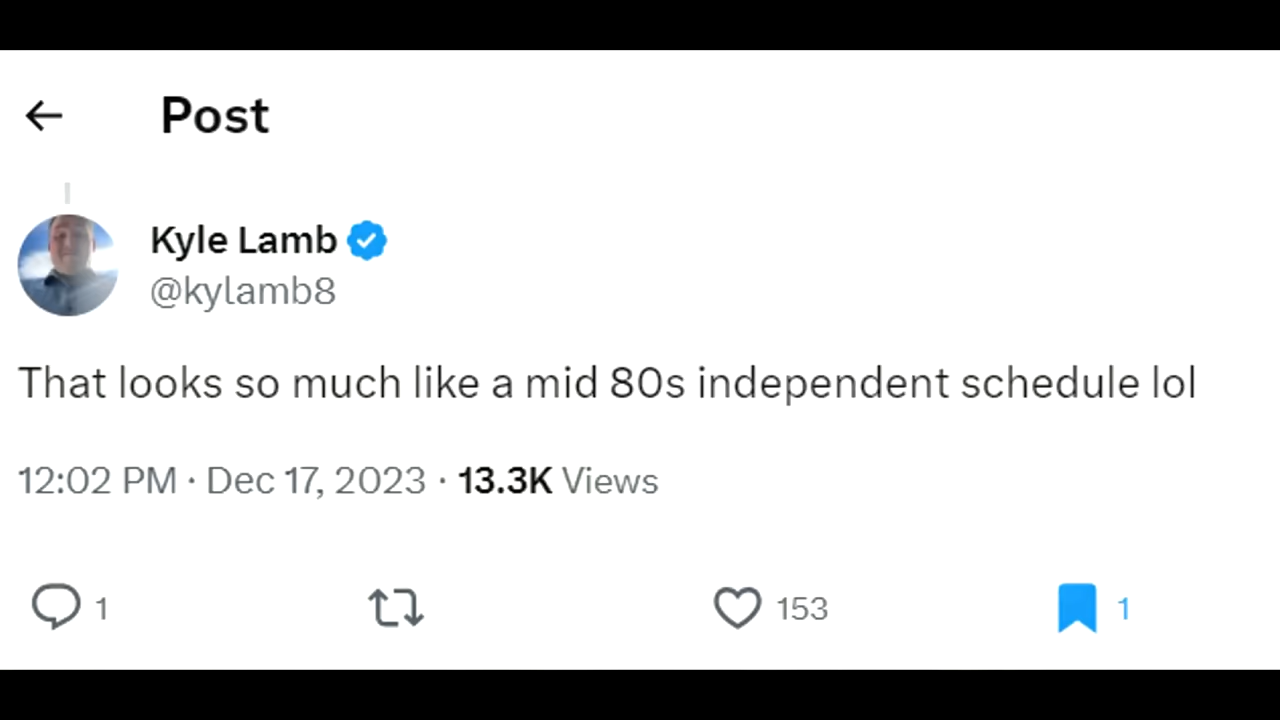 Post
Kyle Lamb
@kylamb8
That looks so much like a mid 80s independent schedule lol
12:02 PM · Dec 17, 2023 · 13.3K Views
1 153 1